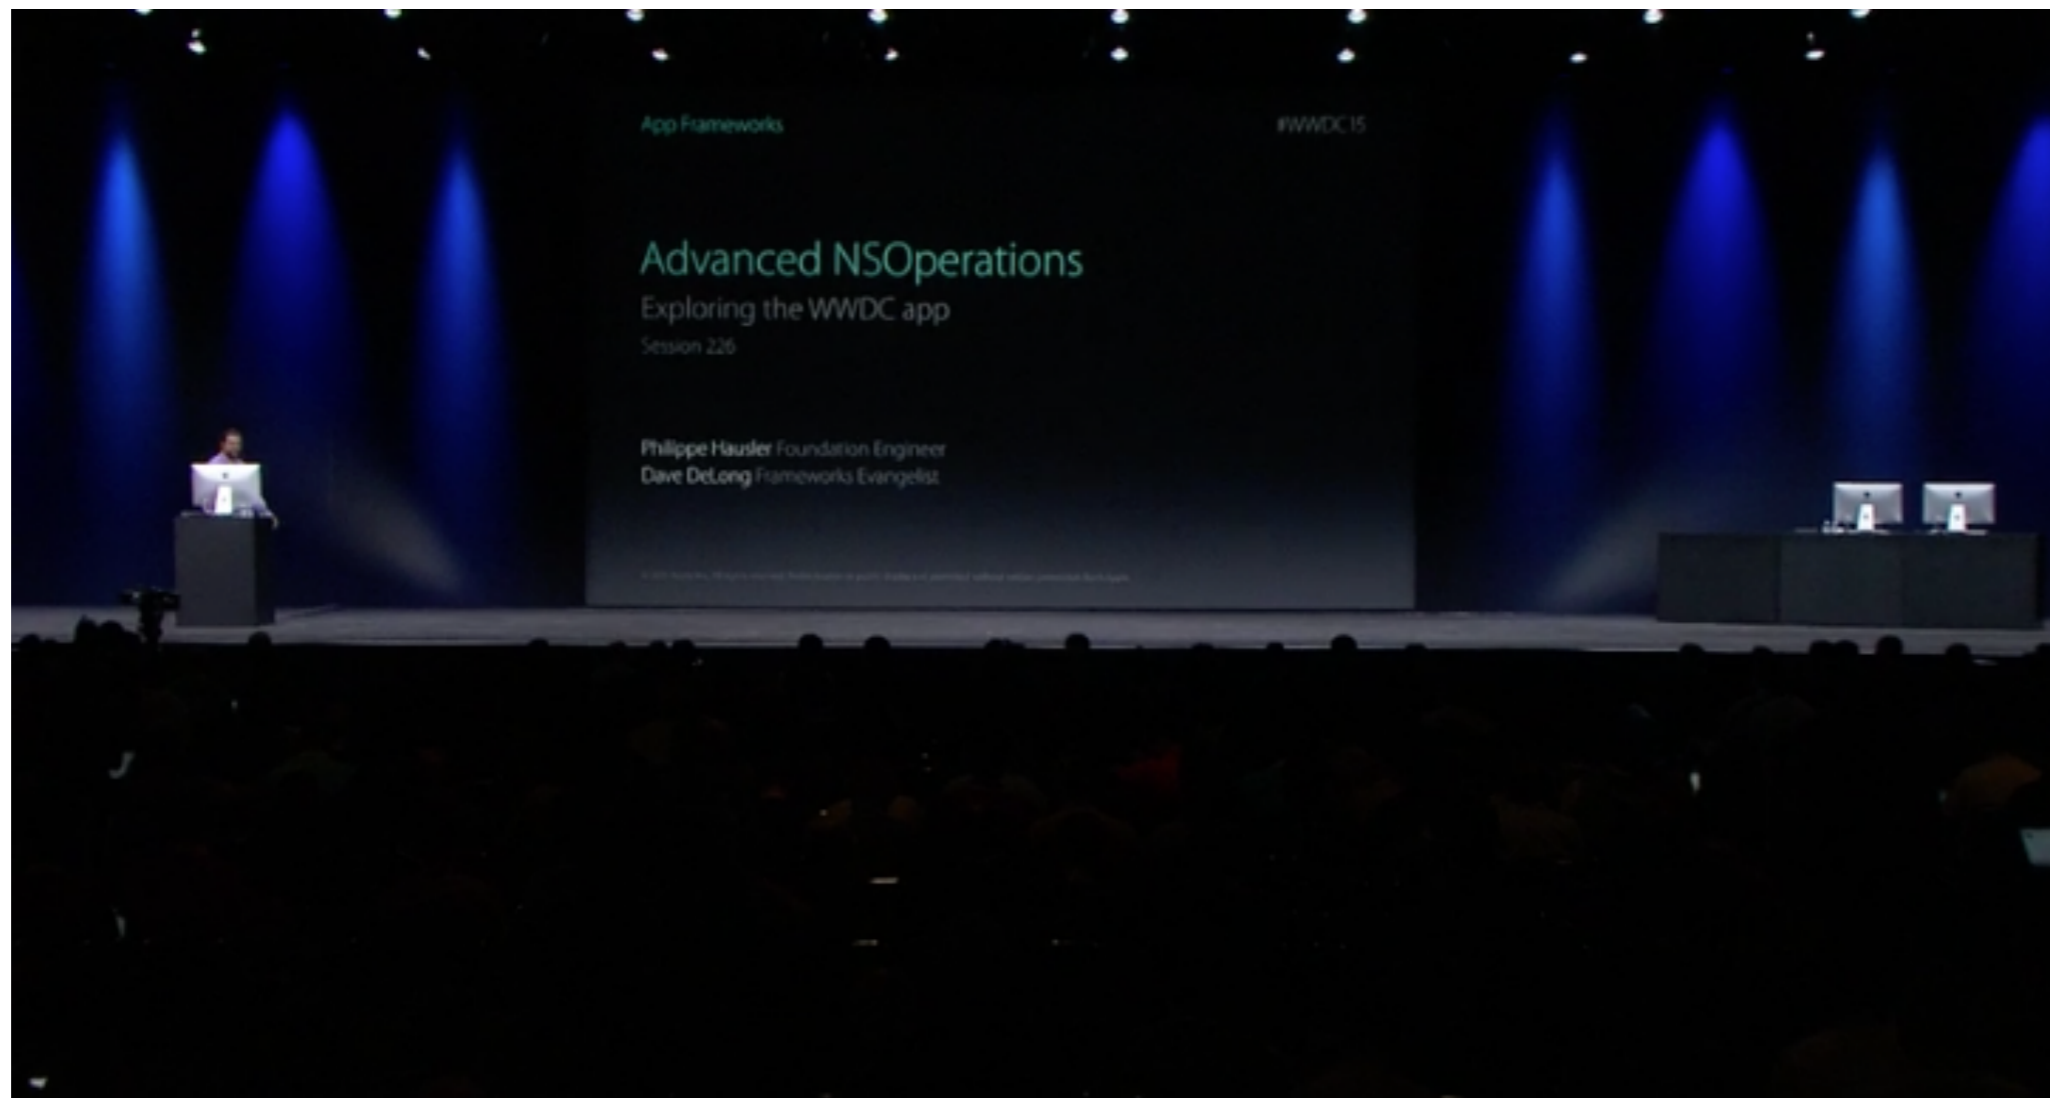 App Frameworks
#WWDC15
Advanced NSOperations
Exploring the WWDC app
Session 226
Philippe Hausler Foundation Engineer
Dave DeLong Frameworks Evangelist